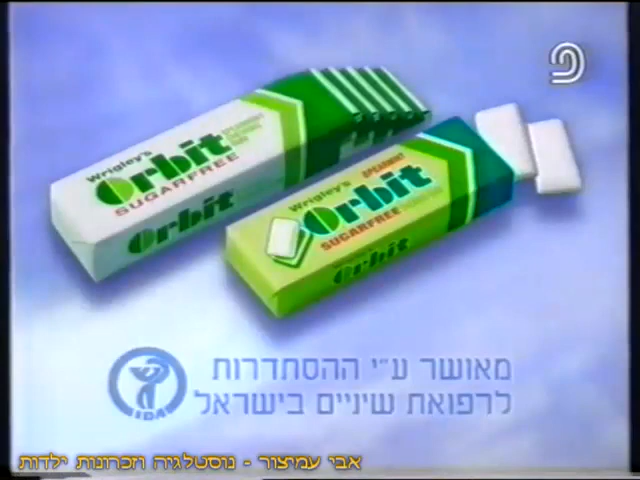 Wrigley's
Orbit
SPEARMINT
SUGARFREE
Orbit
Wrigley's
SPEARMINT
Orbit
SUGARFREE
Orbit
מאושר ע״י ההסתדרות
לרפואת שיניים בישראל
IDA
אבי עמיצור - נוסטלגיה וזכרונות ילדות